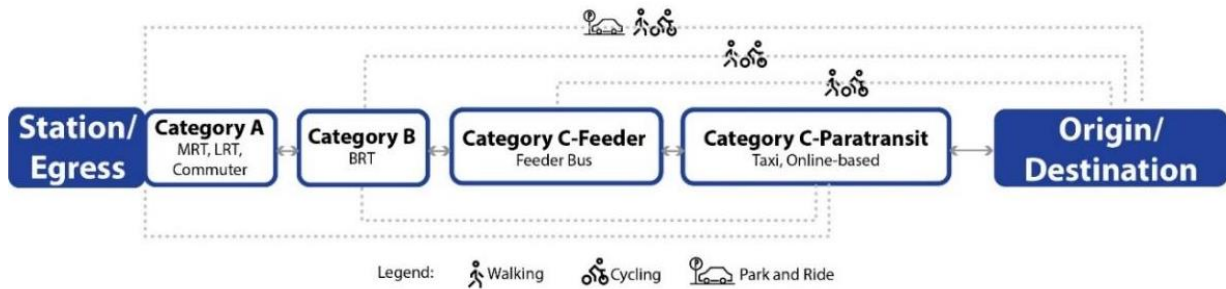 Station/
Egress
Category A
MRT, LRT,
Commuter
Category B
BRT
Category C-Feeder
Feeder Bus
Category C-Paratransit
Taxi, Online-based
Origin/
Destination
Legend: Walking Cycling Park and Ride